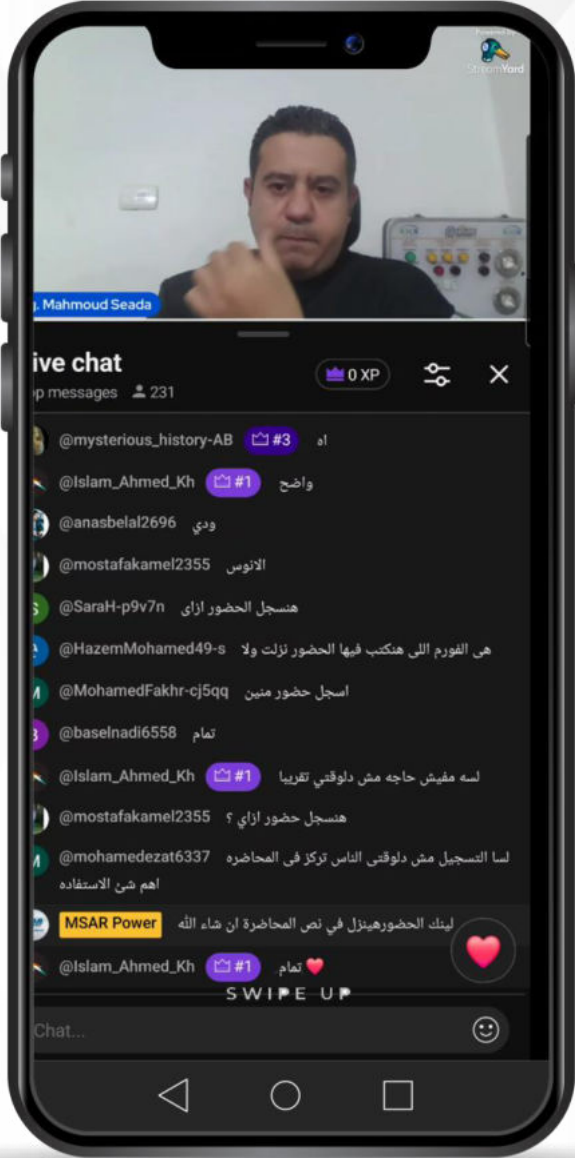 Powered by
StreamYard
g. Mahmoud Seada
ive chat
op messages 231
0 XP
@mysterious_history-AB #3 اه
@Islam_Ahmed_Kh #1 واضح
@anasbelal2696 ودي
@mostafakamel2355 الانوس
@SaraH-p9v7n هنسجل الحضور ازاى
@HazemMohamed49-s هى الفورم اللى هنكتب فيها الحضور نزلت ولا
@MohamedFakhr-cj5qq اسجل حضور منين
@baselnadi6558 تمام
@Islam_Ahmed_Kh #1 لسه مفيش حاجه مش دلوقتي تقريبا
@mostafakamel2355 هنسجل حضور ازاي ؟
@mohamedezat6337 لسا التسجيل مش دلوقتى الناس تركز فى المحاضره
اهم شئ الاستفاده
MSAR Power لينك الحضورهينزل في نص المحاضرة ان شاء الله
@Islam_Ahmed_Kh #1 تمام ❤️
SWIPE UP
Chat...